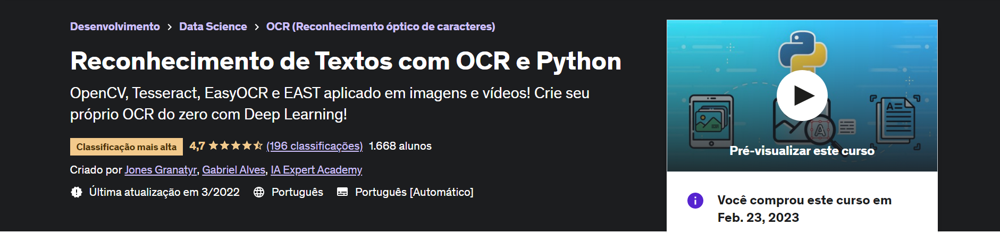 Desenvolvimento > Data Science > OCR (Reconhecimento óptico de caracteres)
Reconhecimento de Textos com OCR e Python
OpenCV, Tesseract, EasyOCR e EAST aplicado em imagens e vídeos! Crie seu
próprio OCR do zero com Deep Learning!
Classificação mais alta 4,7 (196 classificações) 1.668 alunos
Criado por Jones Granatyr, Gabriel Alves, IA Expert Academy
Última atualização em 3/2022 Português Português [Automático]
A
A
Pré-visualizar este curso
Você comprou este curso em
Feb. 23, 2023